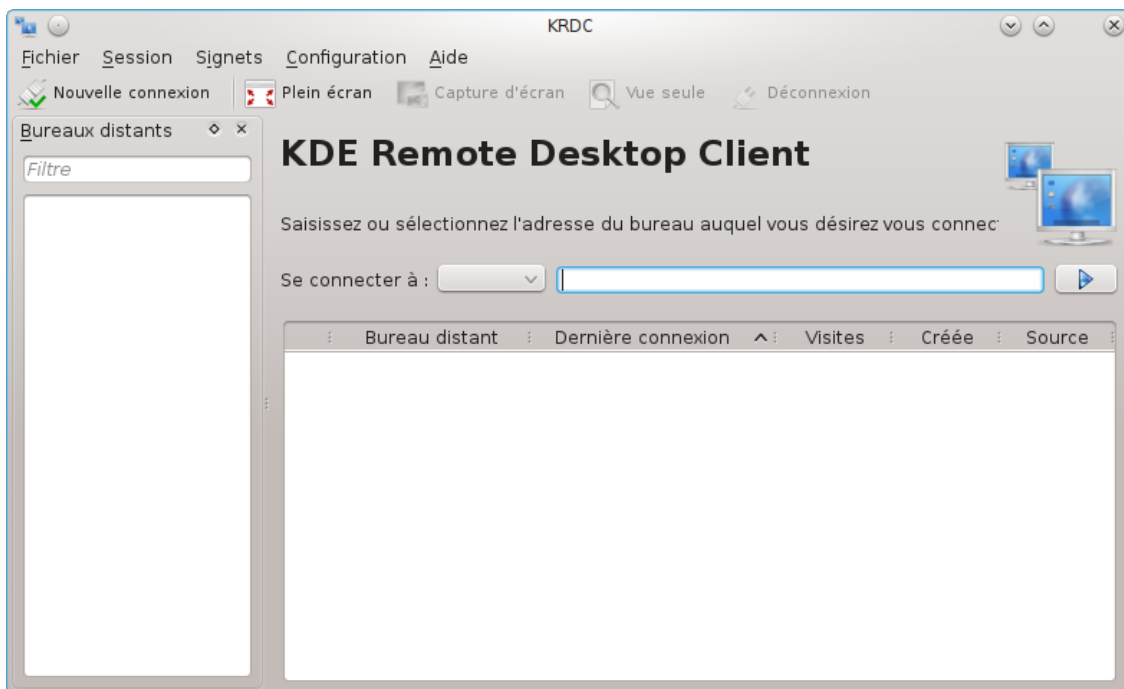 KRDC
Fichier Session Signets Configuration Aide
Nouvelle connexion Plein écran Capture d'écran Vue seule Déconnexion
Bureaux distants
Filtre
KDE Remote Desktop Client
Saisissez ou sélectionnez l'adresse du bureau auquel vous désirez vous connec
Se connecter à :
Bureau distant Dernière connexion Visites Créée Source